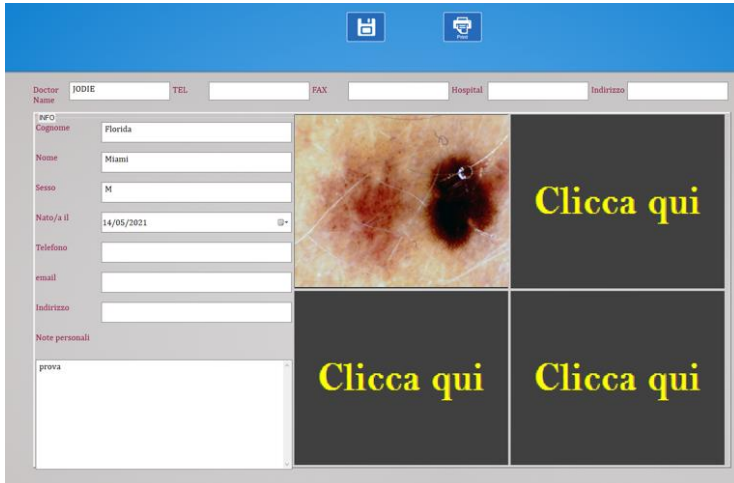 Print
Doctor Name JODIE TEL FAX Hospital Indirizzo
INFO
Cognome Florida
Nome Miami
Sesso M
Nato/a il 14/05/2021
Telefono
email
Indirizzo
Note personali
prova
Clicca qui
Clicca qui
Clicca qui